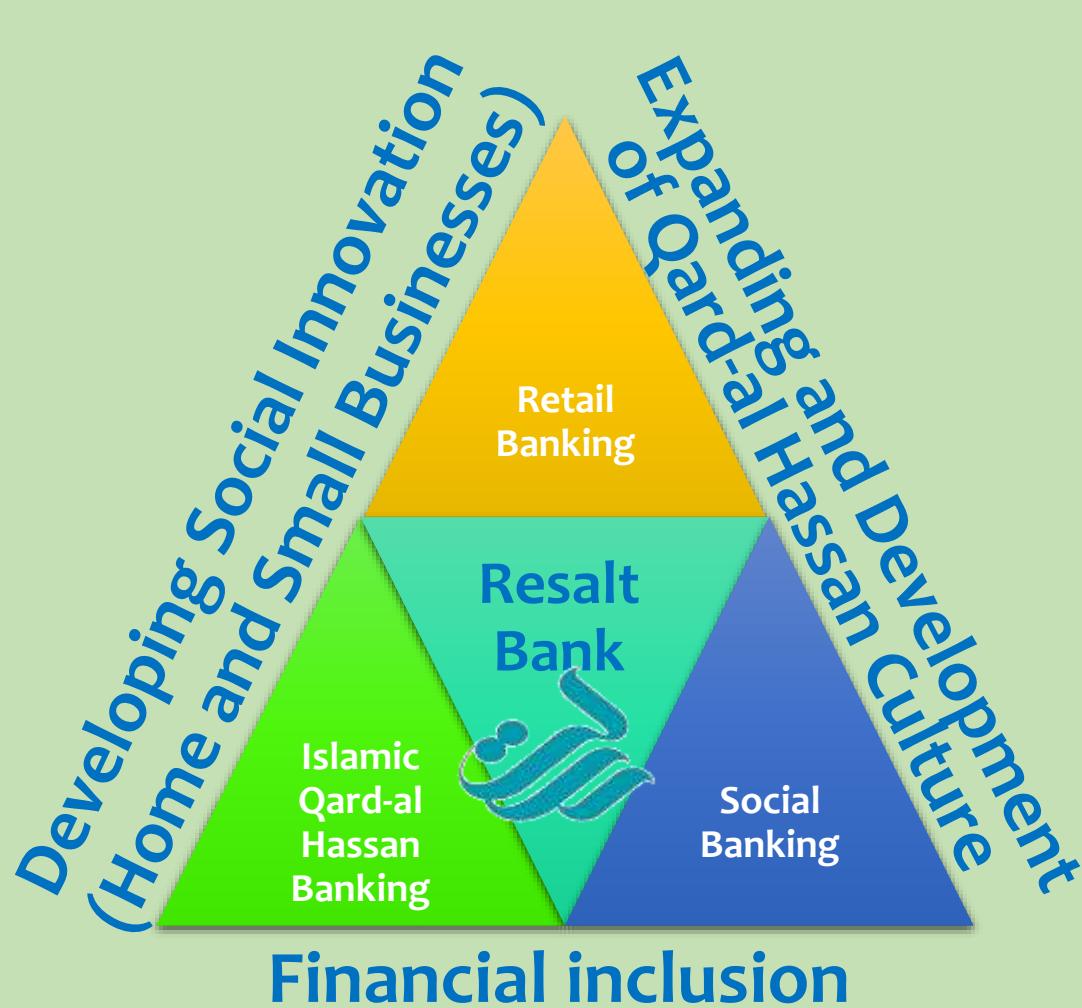 Developing Social Innovation
(Home and Small Businesses)
Expanding and Development
of Qard-al Hassan Culture
Retail
Banking
Resalt
Bank
Islamic
Qard-al
Hassan
Banking
Social
Banking
Financial inclusion